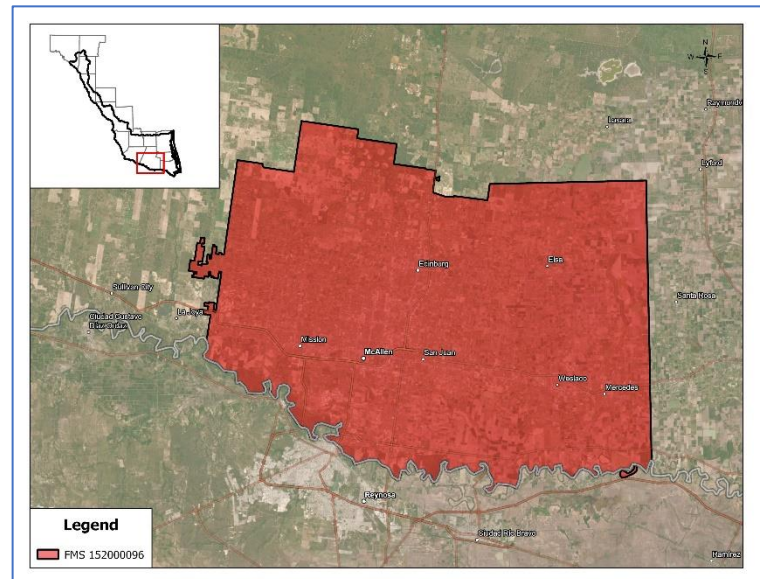 N
W E
S
Raymondv
Lasara
Lyford
Edinburg
Elsa
Sullivan City
Santa Rosa
La Joya
Ciudad Gustavo
Díaz Ordaz
Mission
McAllen
San Juan
Weslaco
Mercedes
Reynosa
Legend
FMS 152000096
Ciudad Río Bravo
Ramírez